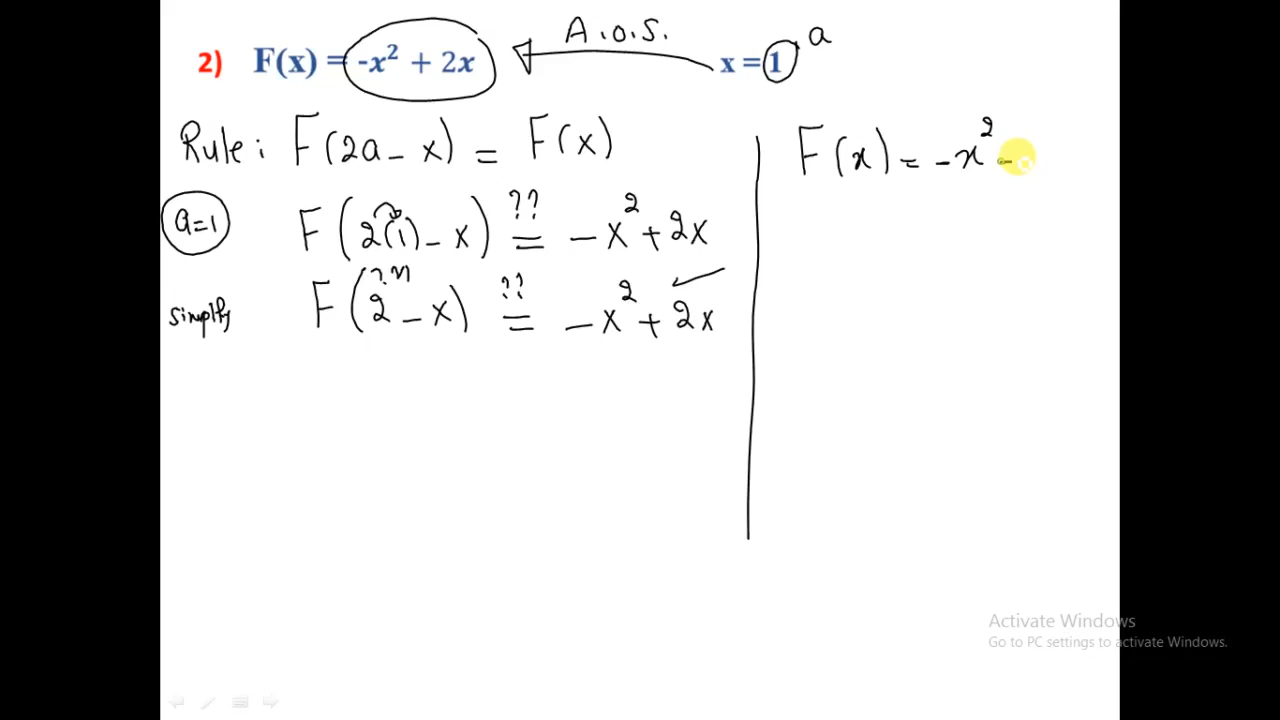 A.O.S.
2) F(x) = -x² + 2x x = 1 a
Rule: F(2a - x) = F(x)
a=1 F(2(1) - x) ?? = -x² + 2x
Simplify F(2 - x) ?? = -x² + 2x
F(x) = -x² -
Activate Windows
Go to PC settings to activate Windows.